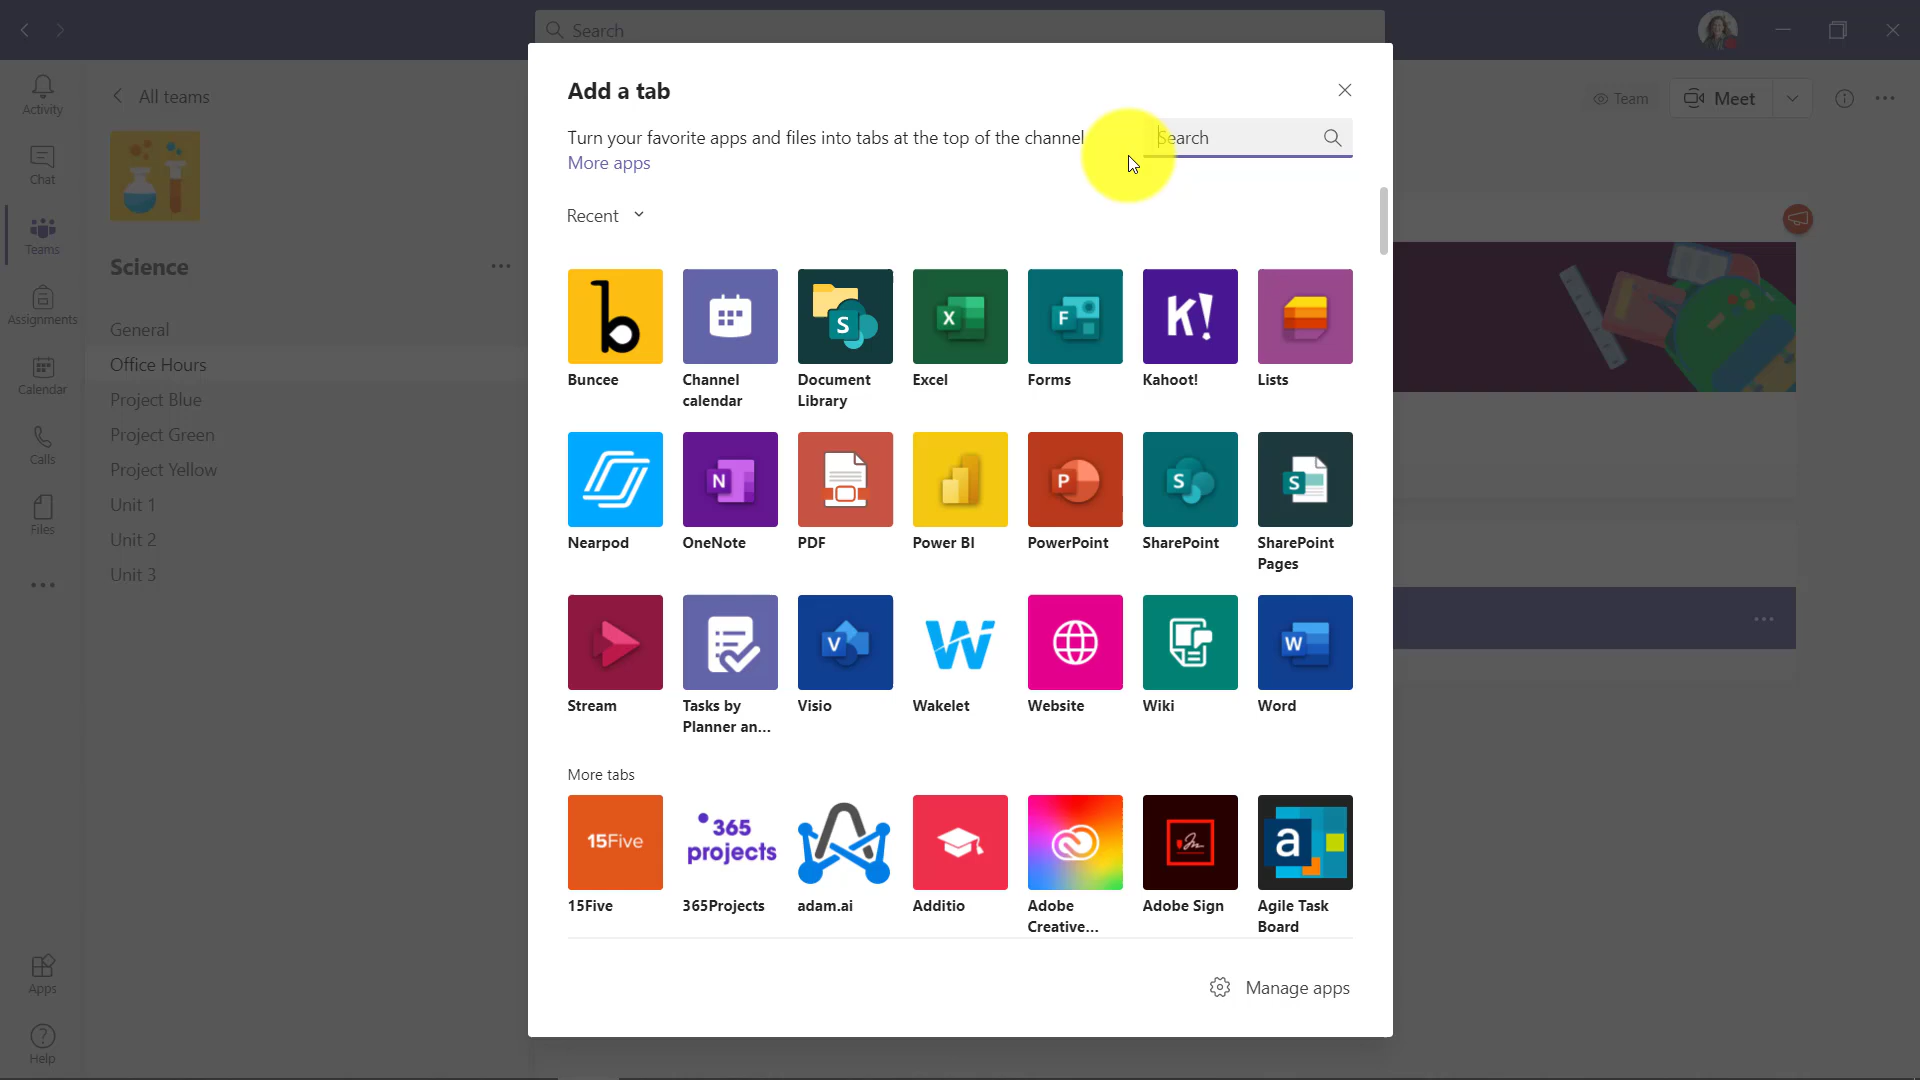 Search
Activity
Chat
Teams
Assignments
Calendar
Calls
Files
Apps
Help
All teams
Science
General
Office Hours
Project Blue
Project Green
Project Yellow
Unit 1
Unit 2
Unit 3
Team
Meet
Add a tab
Turn your favorite apps and files into tabs at the top of the channel
More apps
Search
Recent
b
S
X
F
K!
Buncee
Channel
calendar
Document
Library
Excel
Forms
Kahoot!
Lists
N
P
S
S
Nearpod
OneNote
PDF
Power BI
PowerPoint
SharePoint
SharePoint
Pages
V
W
W
Stream
Tasks by
Planner an...
Visio
Wakelet
Website
Wiki
Word
More tabs
15Five
365
projects
a
15Five
365Projects
adam.ai
Additio
Adobe
Creative...
Adobe Sign
Agile Task
Board
Manage apps